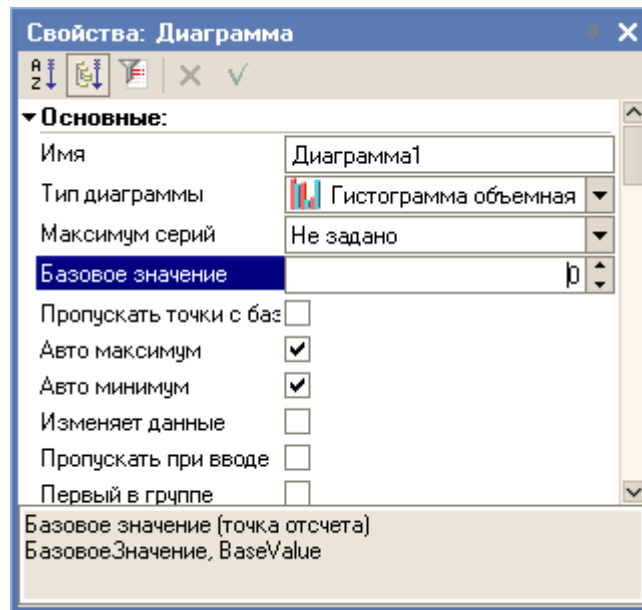 Свойства: Диаграмма
Основные:
Имя Диаграмма1
Тип диаграммы Гистограмма объемная
Максимум серий Не задано
Базовое значение 0
Пропускать точки с баз
Авто максимум
Авто минимум
Изменяет данные
Пропускать при вводе
Первый в группе
Базовое значение (точка отсчета)
БазовоеЗначение, BaseValue